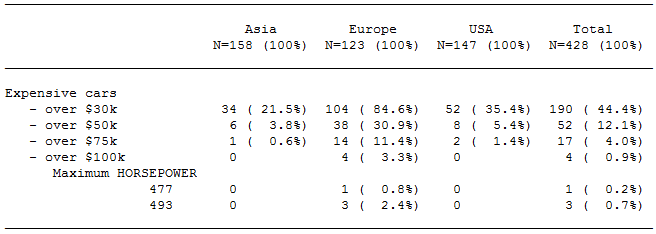 Asia Europe USA Total
N=158 (100%) N=123 (100%) N=147 (100%) N=428 (100%)
Expensive cars
- over $30k 34 ( 21.5%) 104 ( 84.6%) 52 ( 35.4%) 190 ( 44.4%)
- over $50k 6 ( 3.8%) 38 ( 30.9%) 8 ( 5.4%) 52 ( 12.1%)
- over $75k 1 ( 0.6%) 14 ( 11.4%) 2 ( 1.4%) 17 ( 4.0%)
- over $100k 0 4 ( 3.3%) 0 4 ( 0.9%)
Maximum HORSEPOWER
477 0 1 ( 0.8%) 0 1 ( 0.2%)
493 0 3 ( 2.4%) 0 3 ( 0.7%)